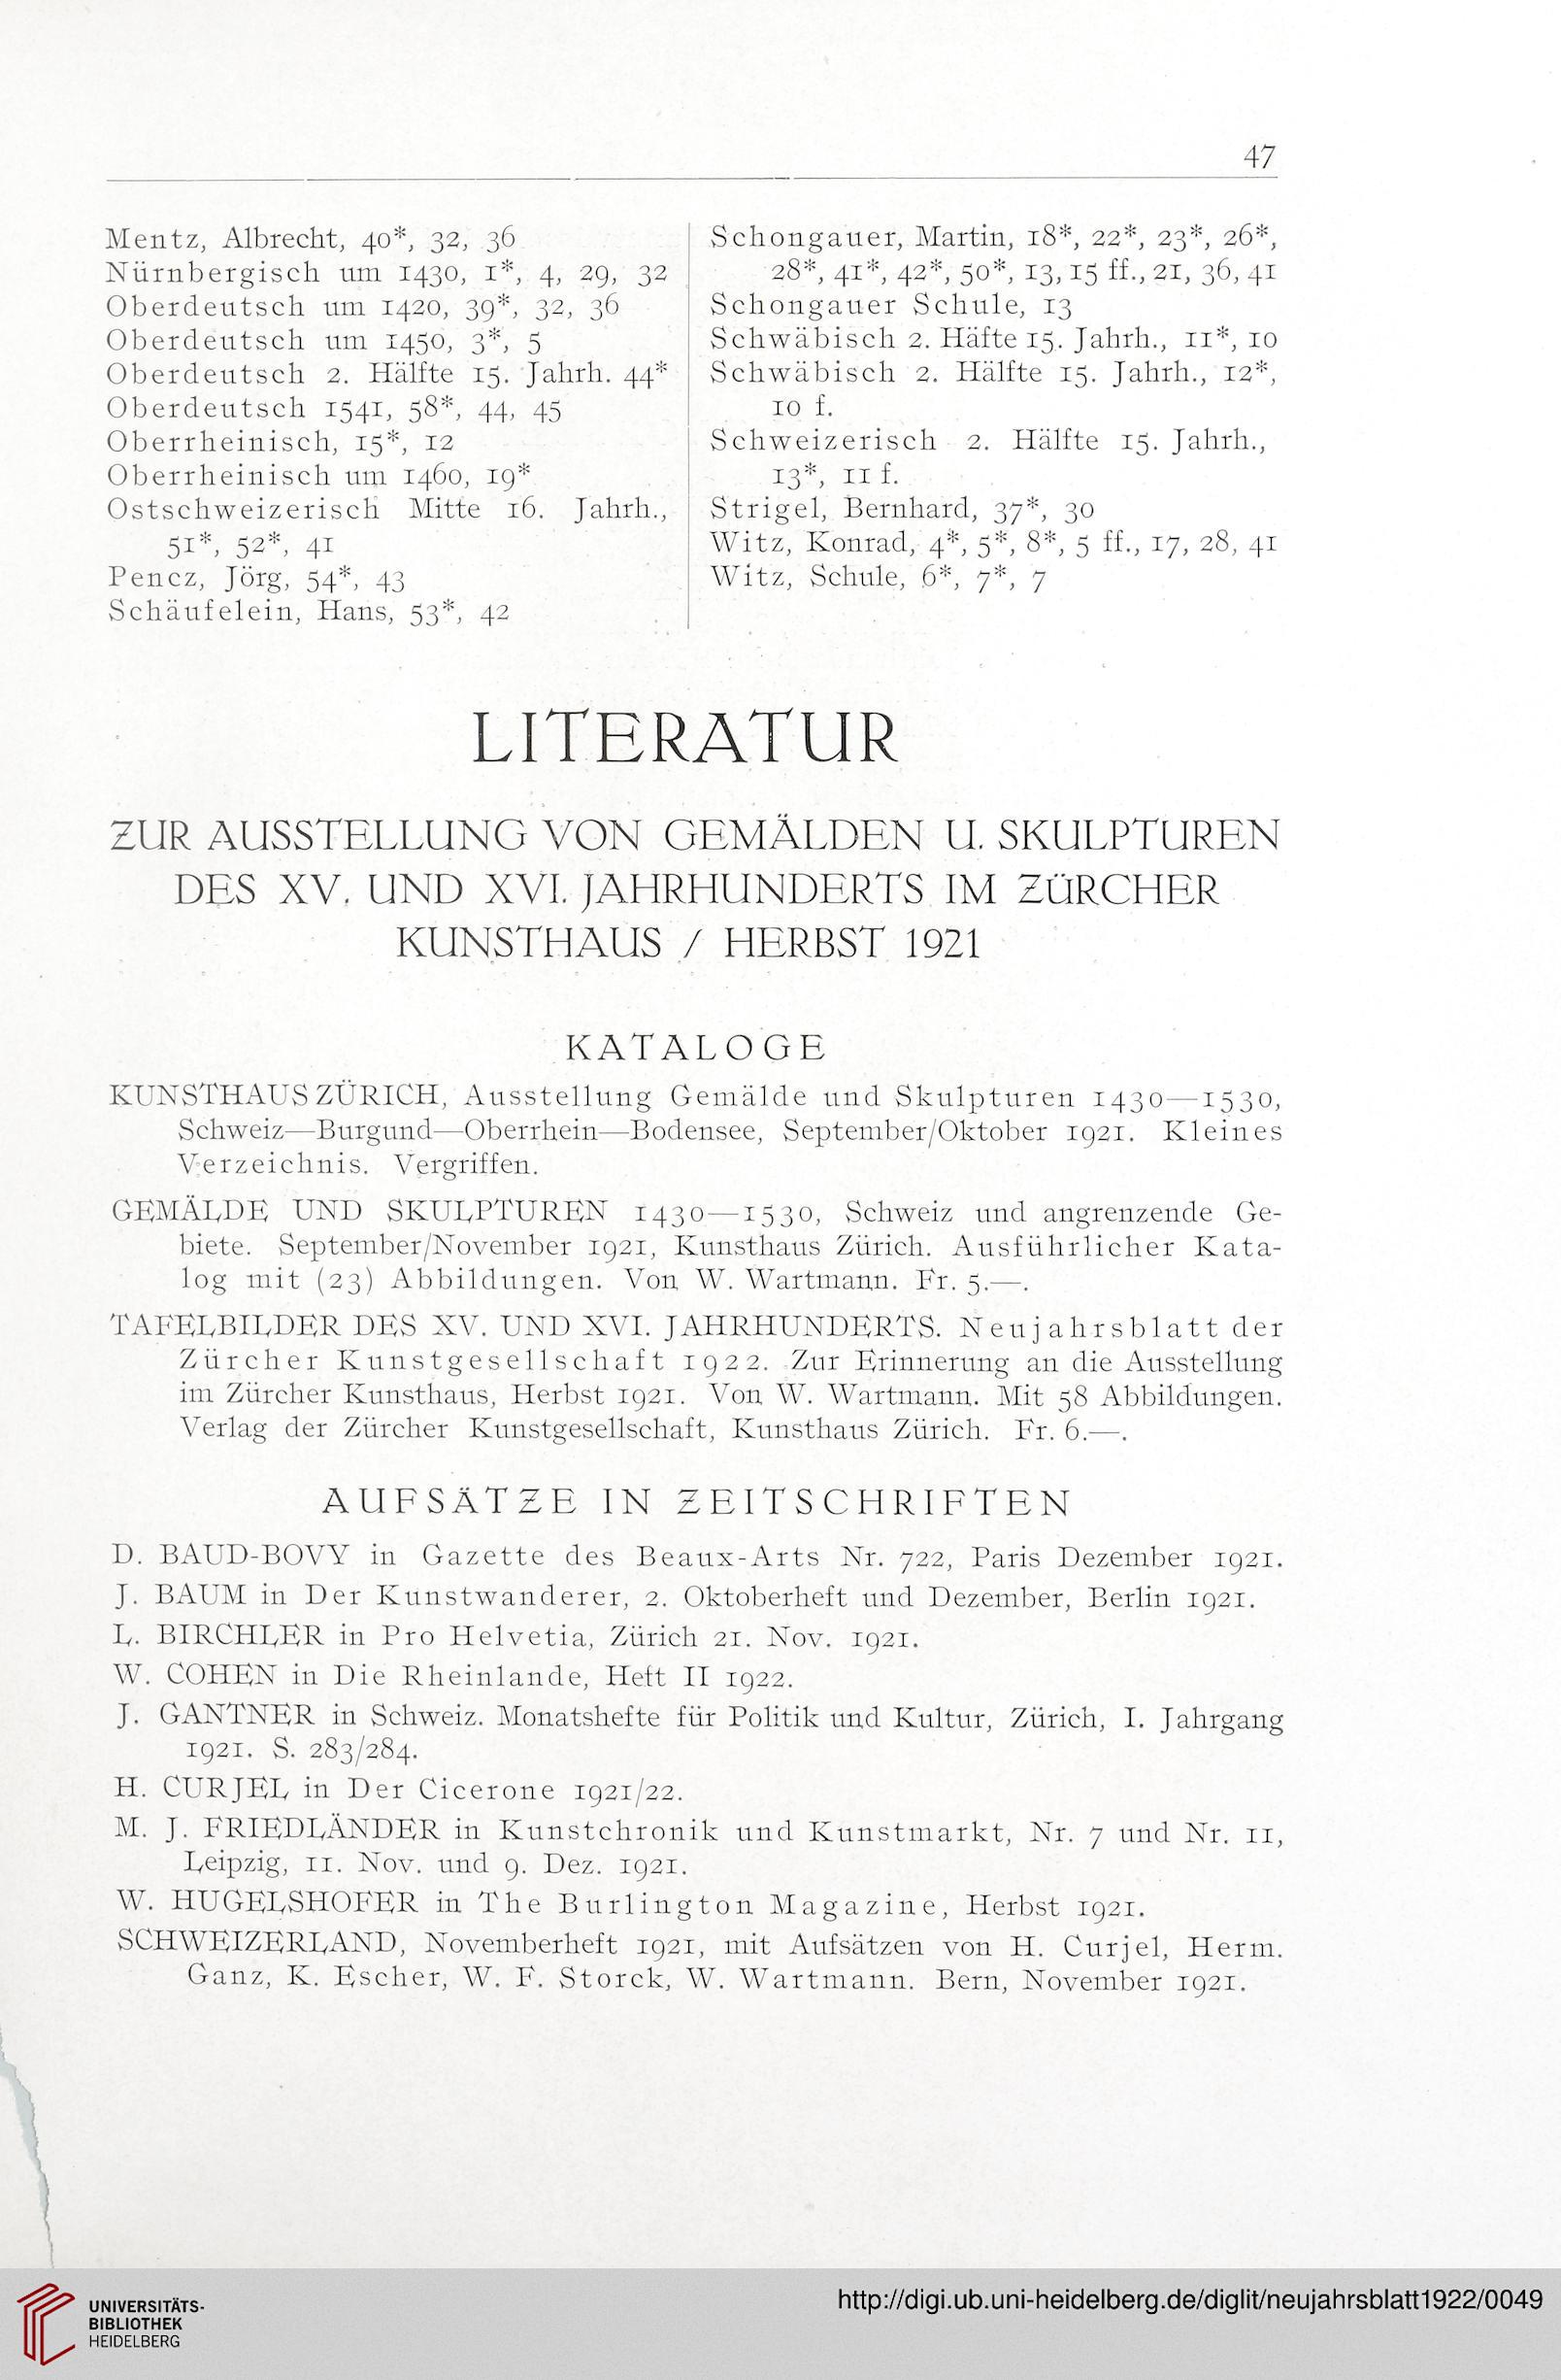 47
Mentz, Albrecht, 40*, 32, 36
Nürnbergisch um 1430, 1*, 4, 29, 32
Oberdeutsch um 1420, 39*, 32, 36
Oberdeutsch um 1450, 3*, 5
Oberdeutsch 2. Hälfte 15. Jahrh. 44*
Oberdeutsch 1541, 58*, 44, 45
Oberrheinisch, 15*, 12
Oberrheinisch um 1460, 19*
Ostschweizerisch Mitte 16. Jahrh.,
51*, 52*, 41
Pencz, Jörg, 54*, 43
Schäufelein, Hans, 53*, 42
Schongauer, Martin, 18*, 22*, 23*, 26*,
28*, 41*, 42*, 50*, 13, 15 ff., 21, 36, 41
Schongauer Schule, 13
Schwäbisch 2. Häfte 15. Jahrh., 11*, 10
Schwäbisch 2. Hälfte 15. Jahrh., 12*,
10 f.
Schweizerisch 2. Hälfte 15. Jahrh.,
13*, 11 f.
Strigel, Bernhard, 37*, 30
Witz, Konrad, 4*, 5*, 8*, 5 ff., 17, 28, 41
Witz, Schule, 6*, 7*, 7
LITERATUR
ZUR AUSSTELLUNG VON GEMÄLDEN U. SKULPTUREN
DES XV. UND XVI. JAHRHUNDERTS IM ZÜRCHER
KUNSTHAUS / HERBST 1921
KATALOGE
KUNSTHAUS ZÜRICH, Ausstellung Gemälde und Skulpturen 1430—1530,
Schweiz—Burgund—Oberrhein—Bodensee, September/Oktober 1921. Kleines
Verzeichnis. Vergriffen.
GEMÄLDE UND SKULPTUREN 1430—1530, Schweiz und angrenzende Ge-
biete. September/November 1921, Kunsthaus Zürich. Ausführlicher Kata-
log mit (23) Abbildungen. Von W. Wartmann. Fr. 5.—.
TAFELBILDER DES XV. UND XVI. JAHRHUNDERTS. Neujahrsblatt der
Zürcher Kunstgesellschaft 1922. Zur Erinnerung an die Ausstellung
im Zürcher Kunsthaus, Herbst 1921. Von W. Wartmann. Mit 58 Abbildungen.
Verlag der Zürcher Kunstgesellschaft, Kunsthaus Zürich. Fr. 6.—.
AUFSÄTZE IN ZEITSCHRIFTEN
D. BAUD-BOVY in Gazette des Beaux-Arts Nr. 722, Paris Dezember 1921.
J. BAUM in Der Kunstwanderer, 2. Oktoberheft und Dezember, Berlin 1921.
L. BIRCHLER in Pro Helvetia, Zürich 21. Nov. 1921.
W. COHEN in Die Rheinlande, Heft II 1922.
J. GANTNER in Schweiz. Monatshefte für Politik und Kultur, Zürich, I. Jahrgang
1921. S. 283/284.
H. CURJEL in Der Cicerone 1921/22.
M. J. FRIEDLÄNDER in Kunstchronik und Kunstmarkt, Nr. 7 und Nr. 11,
Leipzig, 11. Nov. und 9. Dez. 1921.
W. HUGELSHOFER in The Burlington Magazine, Herbst 1921.
SCHWEIZERLAND, Novemberheft 1921, mit Aufsätzen von H. Curjel, Herm.
Ganz, K. Escher, W. F. Storck, W. Wartmann. Bern, November 1921.
UNIVERSITÄTS-
BIBLIOTHEK
HEIDELBERG
http://digi.ub.uni-heidelberg.de/diglit/neujahrsblatt1922/0049